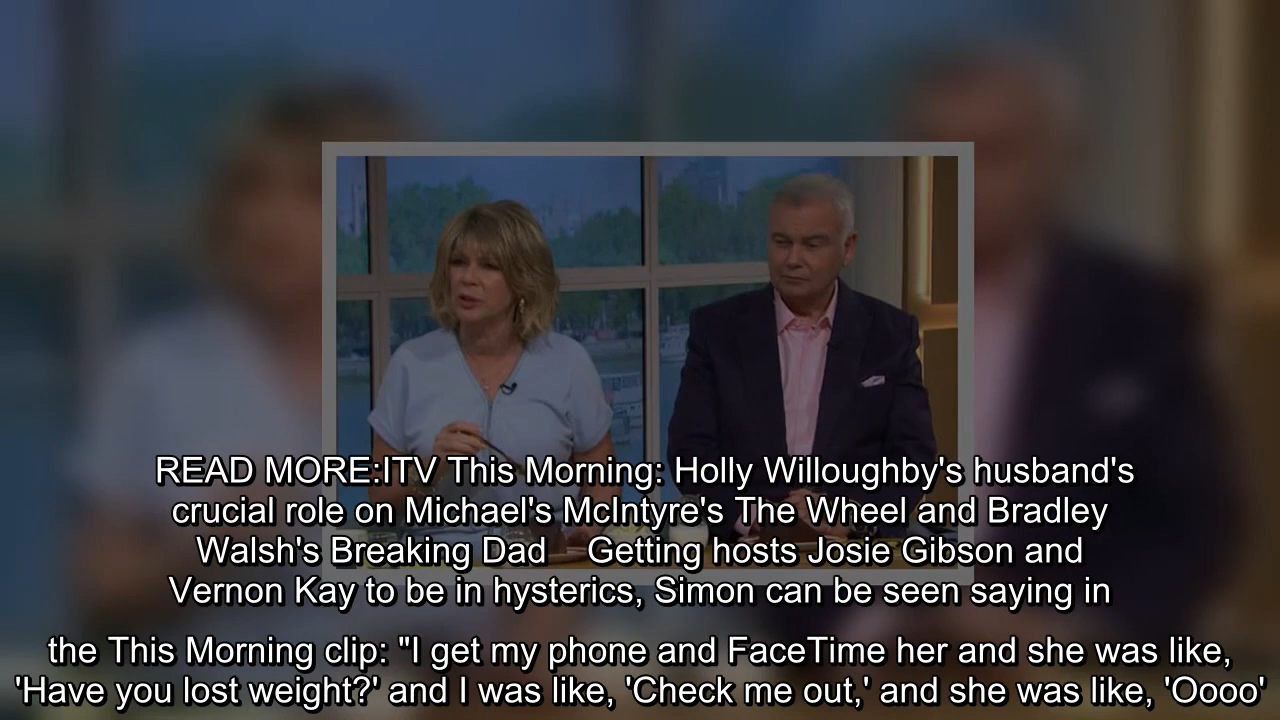 READ MORE:ITV This Morning: Holly Willoughby's husband's
crucial role on Michael's McIntyre's The Wheel and Bradley
Walsh's Breaking Dad    Getting hosts Josie Gibson and
Vernon Kay to be in hysterics, Simon can be seen saying in
the This Morning clip: "I get my phone and FaceTime her and she was like,
'Have you lost weight?' and I was like, 'Check me out,' and she was like, 'Oooo'